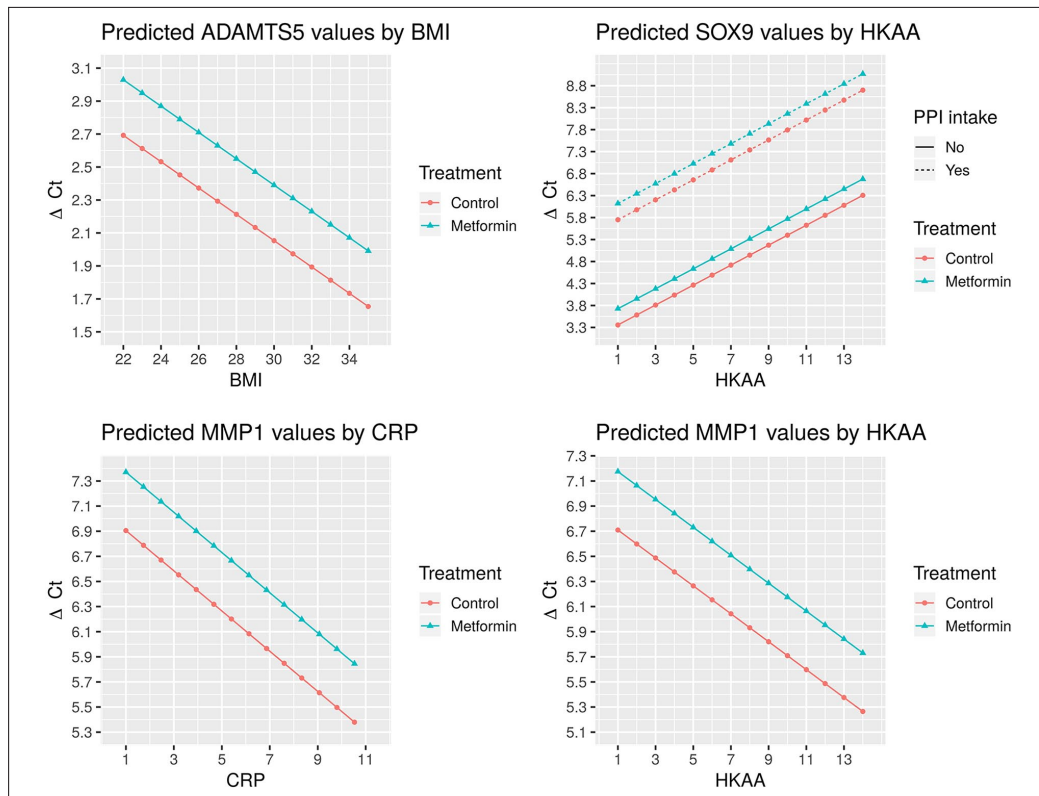 Predicted ADAMTS5 values by BMI
3.1
2.9
2.7
2.5
2.3
2.1
1.9
1.7
1.5
Δ Ct
22 24 26 28 30 32 34
BMI
Treatment
Control
Metformin
Predicted SOX9 values by HKAA
8.8
8.3
7.8
7.3
6.8
6.3
5.8
5.3
4.8
4.3
3.8
3.3
Δ Ct
1 3 5 7 9 11 13
HKAA
PPI intake
No
Yes
Treatment
Control
Metformin
Predicted MMP1 values by CRP
7.3
7.1
6.9
6.7
6.5
6.3
6.1
5.9
5.7
5.5
5.3
Δ Ct
1 3 5 7 9 11
CRP
Treatment
Control
Metformin
Predicted MMP1 values by HKAA
7.3
7.1
6.9
6.7
6.5
6.3
6.1
5.9
5.7
5.5
5.3
5.1
Δ Ct
1 3 5 7 9 11 13
HKAA
Treatment
Control
Metformin